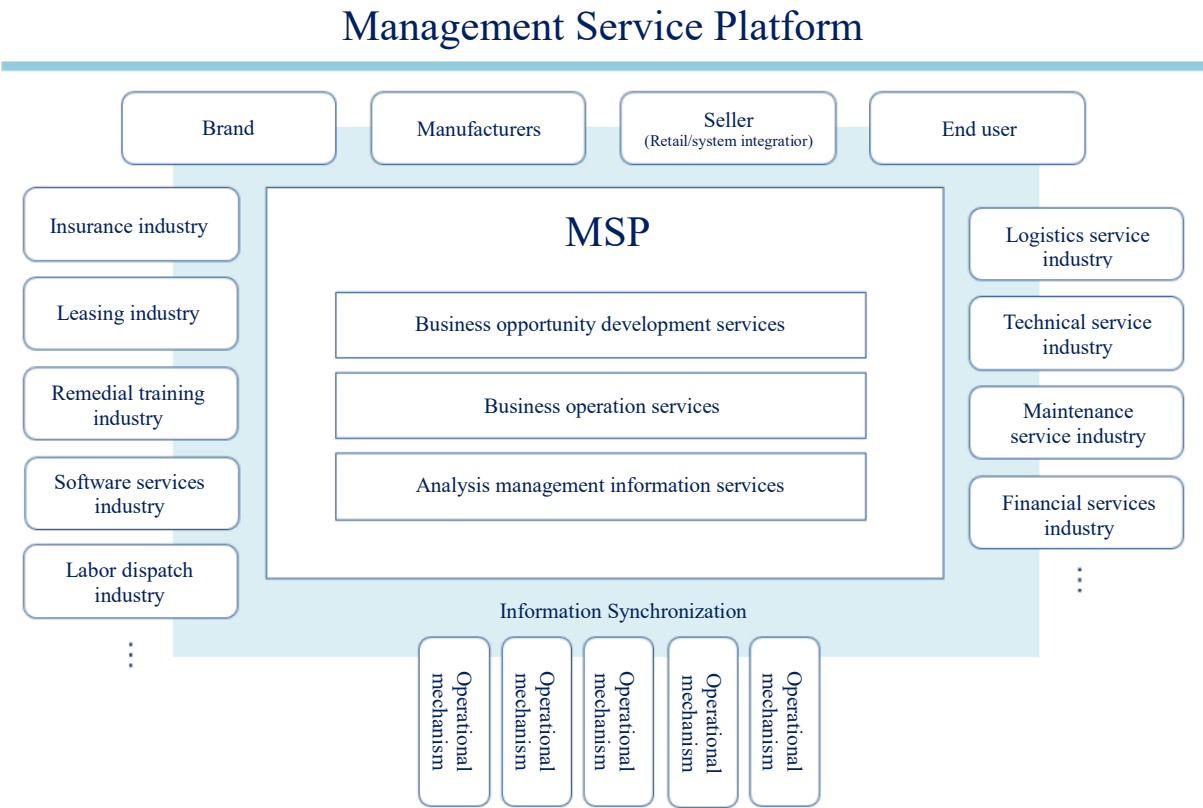 Management Service Platform
Brand
Manufacturers
Seller
(Retail/system integratior)
End user
Insurance industry
Leasing industry
Remedial training
industry
Software services
industry
Labor dispatch
industry
⋮
MSP
Business opportunity development services
Business operation services
Analysis management information services
Logistics service
industry
Technical service
industry
Maintenance
service industry
Financial services
industry
⋮
Information Synchronization
Operational
mechanism
Operational
mechanism
Operational
mechanism
Operational
mechanism
Operational
mechanism